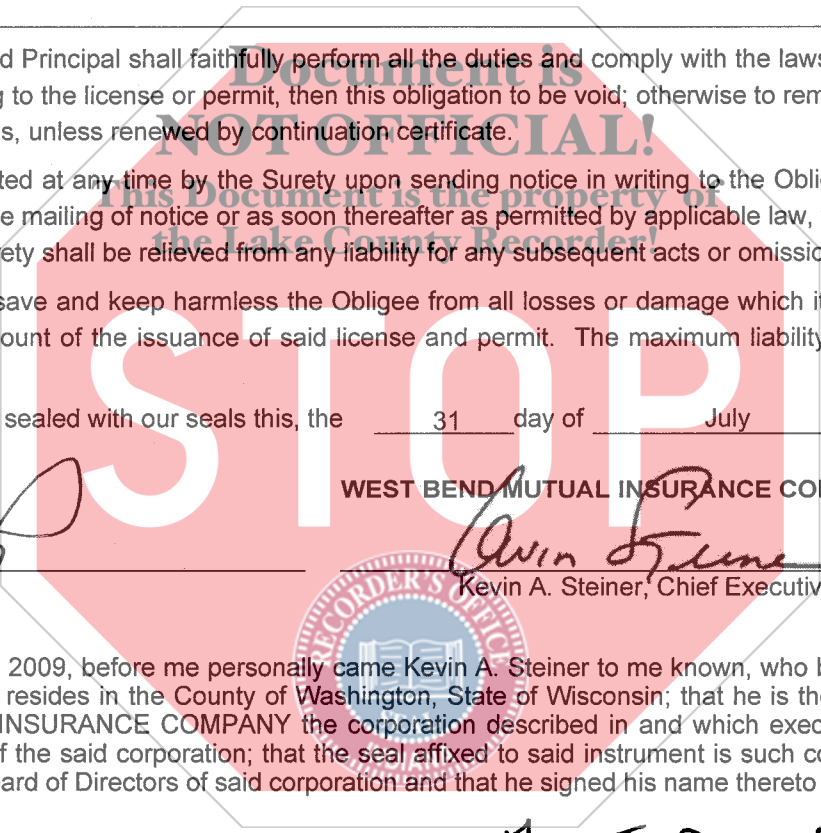 d Principal shall faithfully perform all the duties and comply with the laws
Document is
g to the license or permit, then this obligation to be void; otherwise to rem
s, unless renewed by continuation certificate.
NOT OFFICIAL!
ted at any time by the Surety upon sending notice in writing to the Oblig
This Document is the property of
e mailing of notice or as soon thereafter as permitted by applicable law,
the Lake County Recorder!
ety shall be relieved from any liability for any subsequent acts or omissio
save and keep harmless the Obligee from all losses or damage which it
ount of the issuance of said license and permit. The maximum liability
STOP
sealed with our seals this, the 31 day of July
WEST BEND MUTUAL INSURANCE CO
Kevin Steiner
Kevin A. Steiner, Chief Executiv
RECORDER'S OFFICE
2009, before me personally came Kevin A. Steiner to me known, who b
resides in the County of Washington, State of Wisconsin; that he is the
INSURANCE COMPANY the corporation described in and which exec
f the said corporation; that the seal affixed to said instrument is such co
INDIANA
ard of Directors of said corporation and that he signed his name thereto